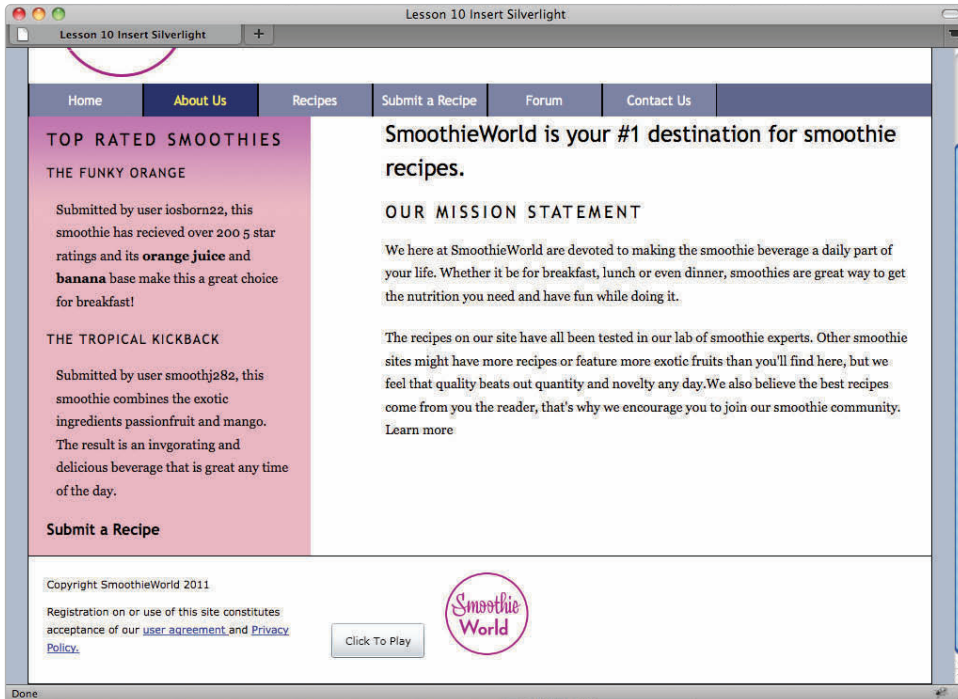 Lesson 10 Insert Silverlight
Lesson 10 Insert Silverlight
+
Home
About Us
Recipes
Submit a Recipe
Forum
Contact Us
TOP RATED SMOOTHIES
THE FUNKY ORANGE
Submitted by user iosborn22, this
smoothie has recieved over 200 5 star
ratings and its orange juice and
banana base make this a great choice
for breakfast!
THE TROPICAL KICKBACK
Submitted by user smoothj282, this
smoothie combines the exotic
ingredients passionfruit and mango.
The result is an invgorating and
delicious beverage that is great any time
of the day.
Submit a Recipe
SmoothieWorld is your #1 destination for smoothie
recipes.
OUR MISSION STATEMENT
We here at SmoothieWorld are devoted to making the smoothie beverage a daily part of
your life. Whether it be for breakfast, lunch or even dinner, smoothies are great way to get
the nutrition you need and have fun while doing it.
The recipes on our site have all been tested in our lab of smoothie experts. Other smoothie
sites might have more recipes or feature more exotic fruits than you'll find here, but we
feel that quality beats out quantity and novelty any day.We also believe the best recipes
come from you the reader, that's why we encourage you to join our smoothie community.
Learn more
Copyright SmoothieWorld 2011
Registration on or use of this site constitutes
acceptance of our user agreement and Privacy
Policy.
Click To Play
Smoothie
World
Done